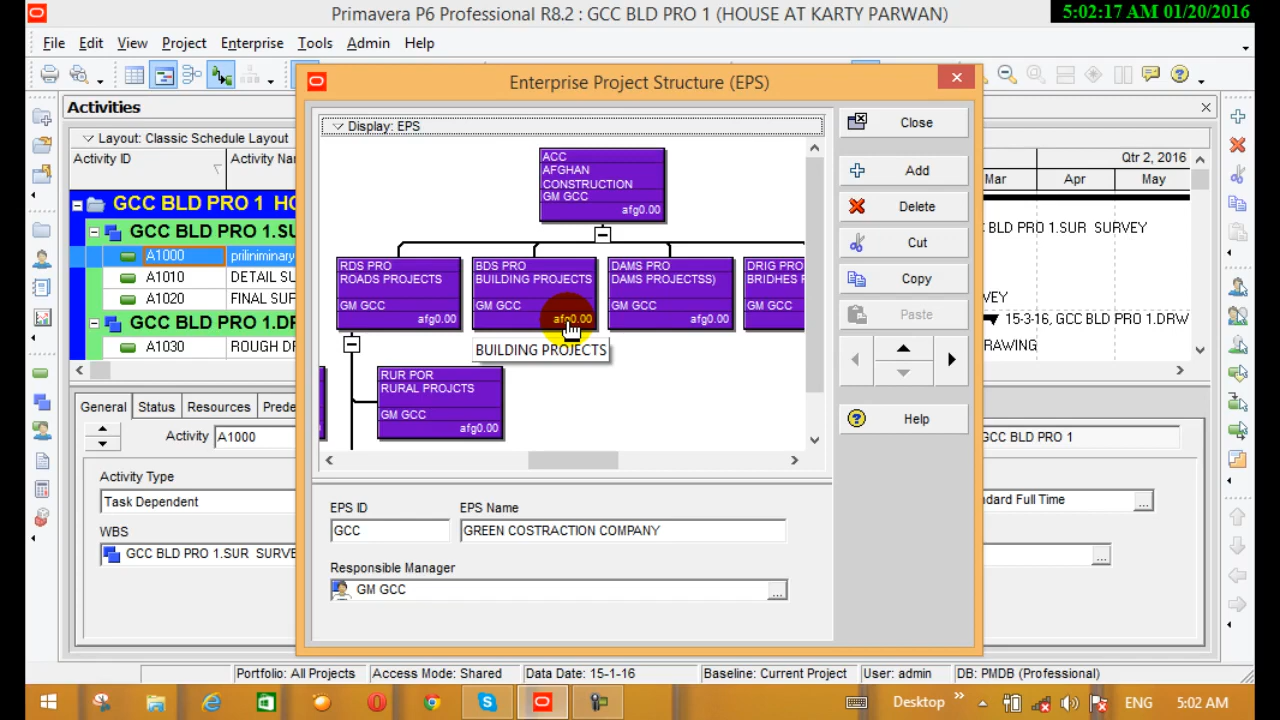 Primavera P6 Professional R8.2 : GCC BLD PRO 1 (HOUSE AT KARTY PARWAN)
5:02:17 AM 01/20/2016
File Edit View Project Enterprise Tools Admin Help
Enterprise Project Structure (EPS)
Activities
Layout: Classic Schedule Layout
Activity ID
Activity Na
GCC BLD PRO 1 HO
GCC BLD PRO 1.SU
A1000 priliminary
A1010 DETAIL SU
A1020 FINAL SUF
GCC BLD PRO 1.DR
A1030 ROUGH DF
Display: EPS
ACC
AFGHAN
CONSTRUCTION
GM GCC
afg0.00
RDS PRO
ROADS PROJECTS
GM GCC
afg0.00
BDS PRO
BUILDING PROJECTS
GM GCC
afg0.00
DAMS PRO
DAMS PROJECTSS)
GM GCC
afg0.00
DRIG PRO
BRIDHES F
GM GCC
BUILDING PROJECTS
RUR POR
RURAL PROJCTS
GM GCC
afg0.00
Close
Add
Delete
Cut
Copy
Paste
Help
Qtr 2, 2016
Mar Apr May
BLD PRO 1.SUR SURVEY
VEY
15-3-16, GCC BLD PRO 1.DRW
RAWING
EPS ID
EPS Name
GCC
GREEN COSTRACTION COMPANY
Responsible Manager
GM GCC
General Status Resources Prede
Activity A1000
GCC BLD PRO 1
Activity Type
Task Dependent
ndard Full Time
WBS
GCC BLD PRO 1.SUR SURVE
Portfolio: All Projects Access Mode: Shared Data Date: 15-1-16 Baseline: Current Project User: admin DB: PMDB (Professional)
Desktop ENG 5:02 AM